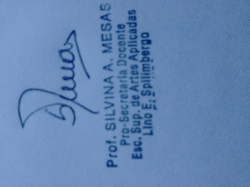 Prof. SILVINA A. MESAS
Pro-Secretaria Docente
Esc. Sup. de Artes Aplicadas
Lino E. Spilimbergo